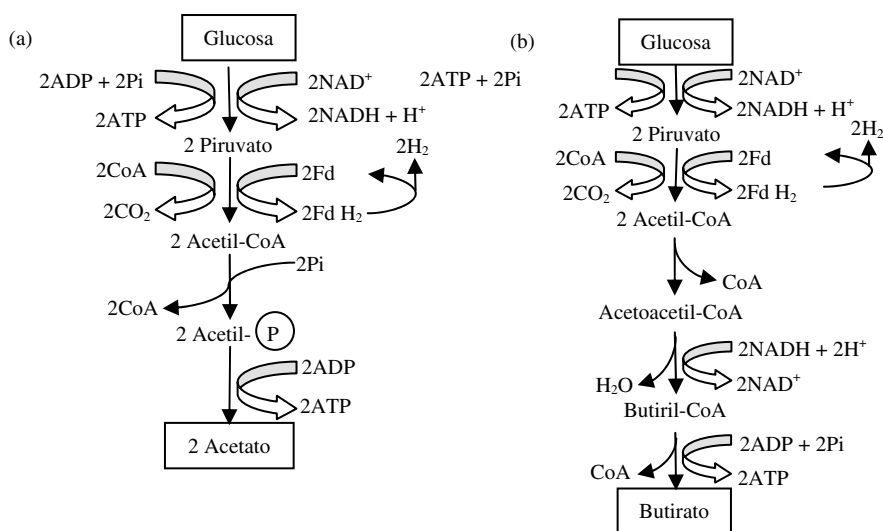 (a)
Glucosa
2ADP + 2Pi
2NAD⁺
2ATP
2NADH + H⁺
2 Piruvato
2CoA
2Fd
2H₂
2CO₂
2Fd H₂
2 Acetil-CoA
2Pi
2CoA
2 Acetil- P
2ADP
2ATP
2 Acetato
(b)
Glucosa
2ATP + 2Pi
2NAD⁺
2ATP
2NADH + H⁺
2 Piruvato
2H₂
2CoA
2Fd
2CO₂
2Fd H₂
2 Acetil-CoA
CoA
Acetoacetil-CoA
2NADH + 2H⁺
H₂O
2NAD⁺
Butiril-CoA
2ADP + 2Pi
CoA
2ATP
Butirato